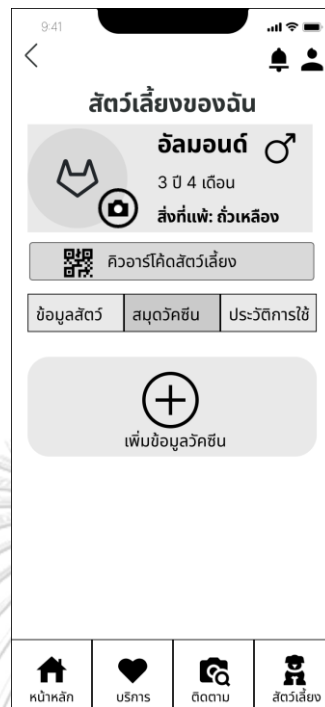 9:41
สัตว์เลี้ยงของฉัน
อัลมอนด์
3 ปี 4 เดือน
สิ่งที่แพ้: ถั่วเหลือง
คิวอาร์โค้ดสัตว์เลี้ยง
ข้อมูลสัตว์ สมุดวัคซีน ประวัติการใช้
เพิ่มข้อมูลวัคซีน
หน้าหลัก บริการ ติดตาม สัตว์เลี้ยง